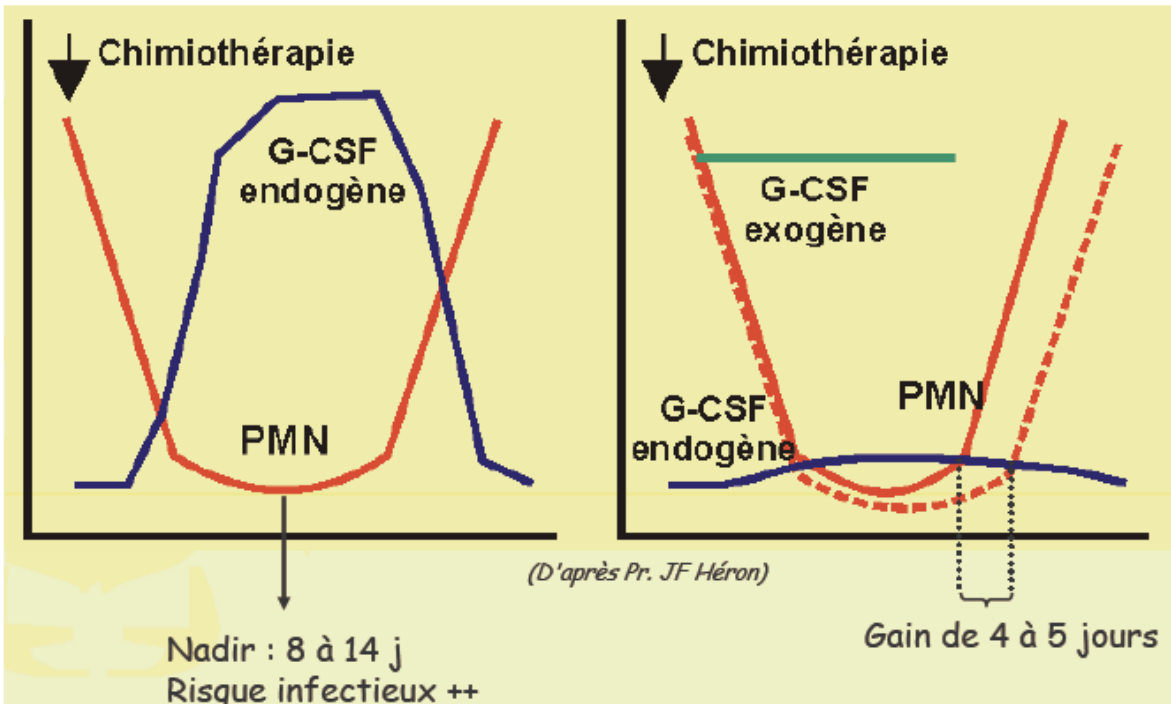 Chimiothérapie
G-CSF
endogène
PMN
Nadir : 8 à 14 j
Risque infectieux ++
Chimiothérapie
G-CSF
exogène
G-CSF
endogène
PMN
Gain de 4 à 5 jours
(D'après Pr. JF Héron)